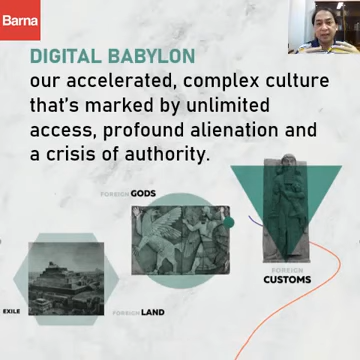 Barna
DIGITAL BABYLON
our accelerated, complex culture
that's marked by unlimited
access, profound alienation and
a crisis of authority.
FOREIGN GODS
FOREIGN
CUSTOMS
EXILE
FOREIGN LAND